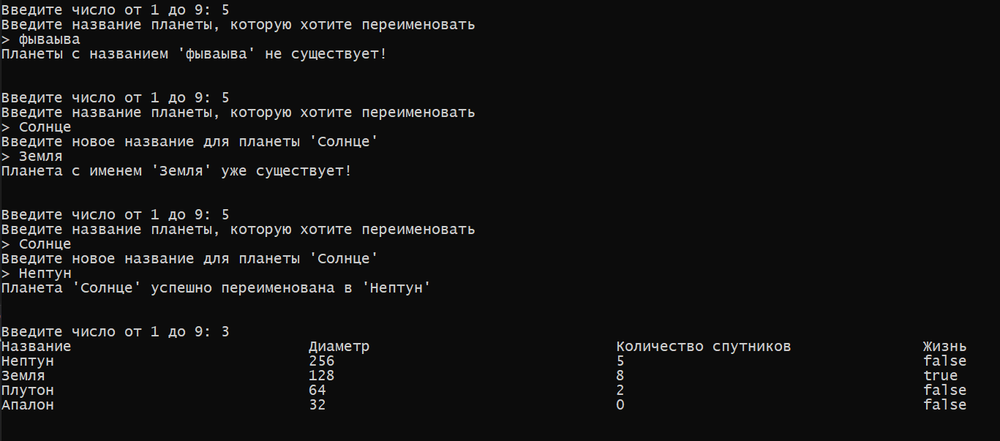 Введите число от 1 до 9: 5
Введите название планеты, которую хотите переименовать
> фываыва
Планеты с названием 'фываыва' не существует!
Введите число от 1 до 9: 5
Введите название планеты, которую хотите переименовать
> Солнце
Введите новое название для планеты 'Солнце'
> Земля
Планета с именем 'Земля' уже существует!
Введите число от 1 до 9: 5
Введите название планеты, которую хотите переименовать
> Солнце
Введите новое название для планеты 'Солнце'
> Нептун
Планета 'Солнце' успешно переименована в 'Нептун'
Введите число от 1 до 9: 3
Название Диаметр Количество спутников Жизнь
Нептун 256 5 false
Земля 128 8 true
Плутон 64 2 false
Апалон 32 0 false